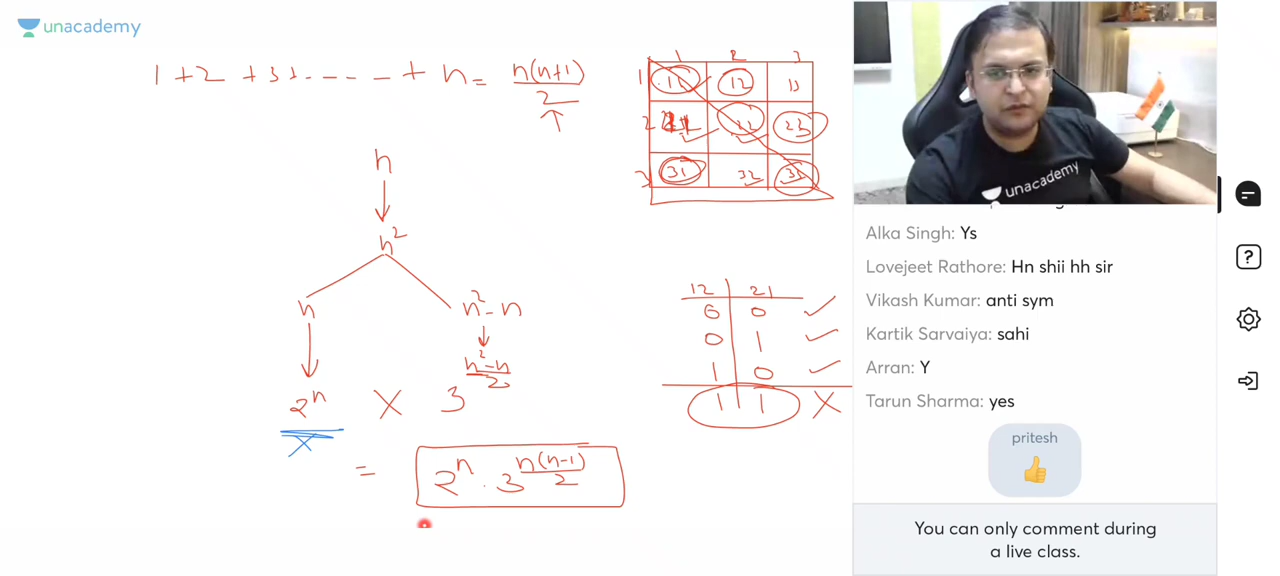 unacademy
1 + 2 + 3 + - - - - - + n = n(n+1)/2
1 2 3
1 11 12 13
2 21 22 23
3 31 32 33
n
n²
n n² - n
(n² - n)/2
2ⁿ X 3
X
= 2ⁿ · 3^(n(n-1)/2)
12 21
0 0 ✓
0 1 ✓
1 0 ✓
1 1 X
unacademy
Alka Singh: Ys
Lovejeet Rathore: Hn shii hh sir
Vikash Kumar: anti sym
Kartik Sarvaiya: sahi
Arran: Y
Tarun Sharma: yes
pritesh
👍
You can only comment during
a live class.
?